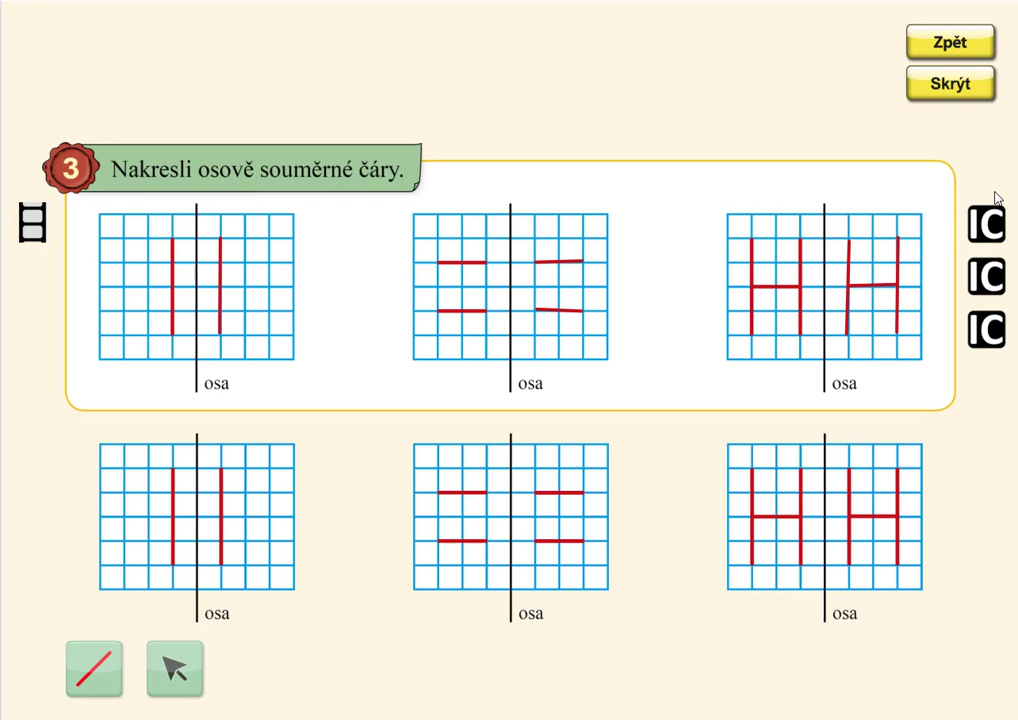 Zpět
Skrýt
3 Nakresli osově souměrné čáry.
IC
IC
IC
osa osa osa
osa osa osa